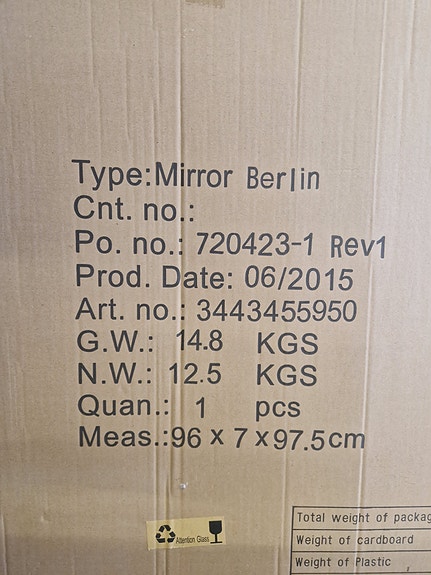 Type:Mirror Berlin
Cnt. no.:
Po. no.: 720423-1 Rev1
Prod. Date: 06/2015
Art. no.: 3443455950
G.W.: 14.8 KGS
N.W.: 12.5 KGS
Quan.: 1 pcs
Meas.:96 x 7 x 97.5cm
Attention Glass
Total weight of packag
Weight of cardboard
Weight of Plastic